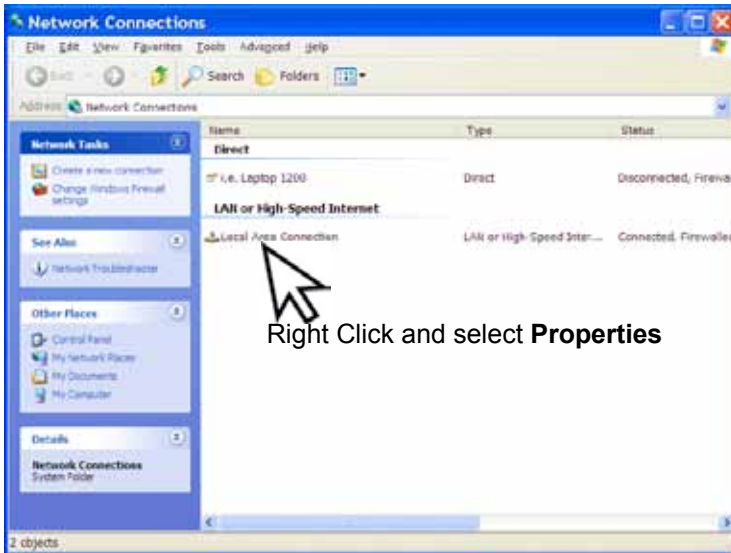 Network Connections
File Edit View Favorites Tools Advanced Help
Back Search Folders
Address Network Connections
Name Type Status
Network Tasks
Create a new connection
Change Windows Firewall settings
See Also
Network Troubleshooter
Other Places
Control Panel
My Network Places
My Documents
My Computer
Details
Network Connections
System Folder
Direct
i.e. Laptop 1200 Direct Disconnected, Firewa
LAN or High-Speed Internet
Local Area Connection LAN or High-Speed Inter... Connected, Firewalle
Right Click and select Properties
2 objects